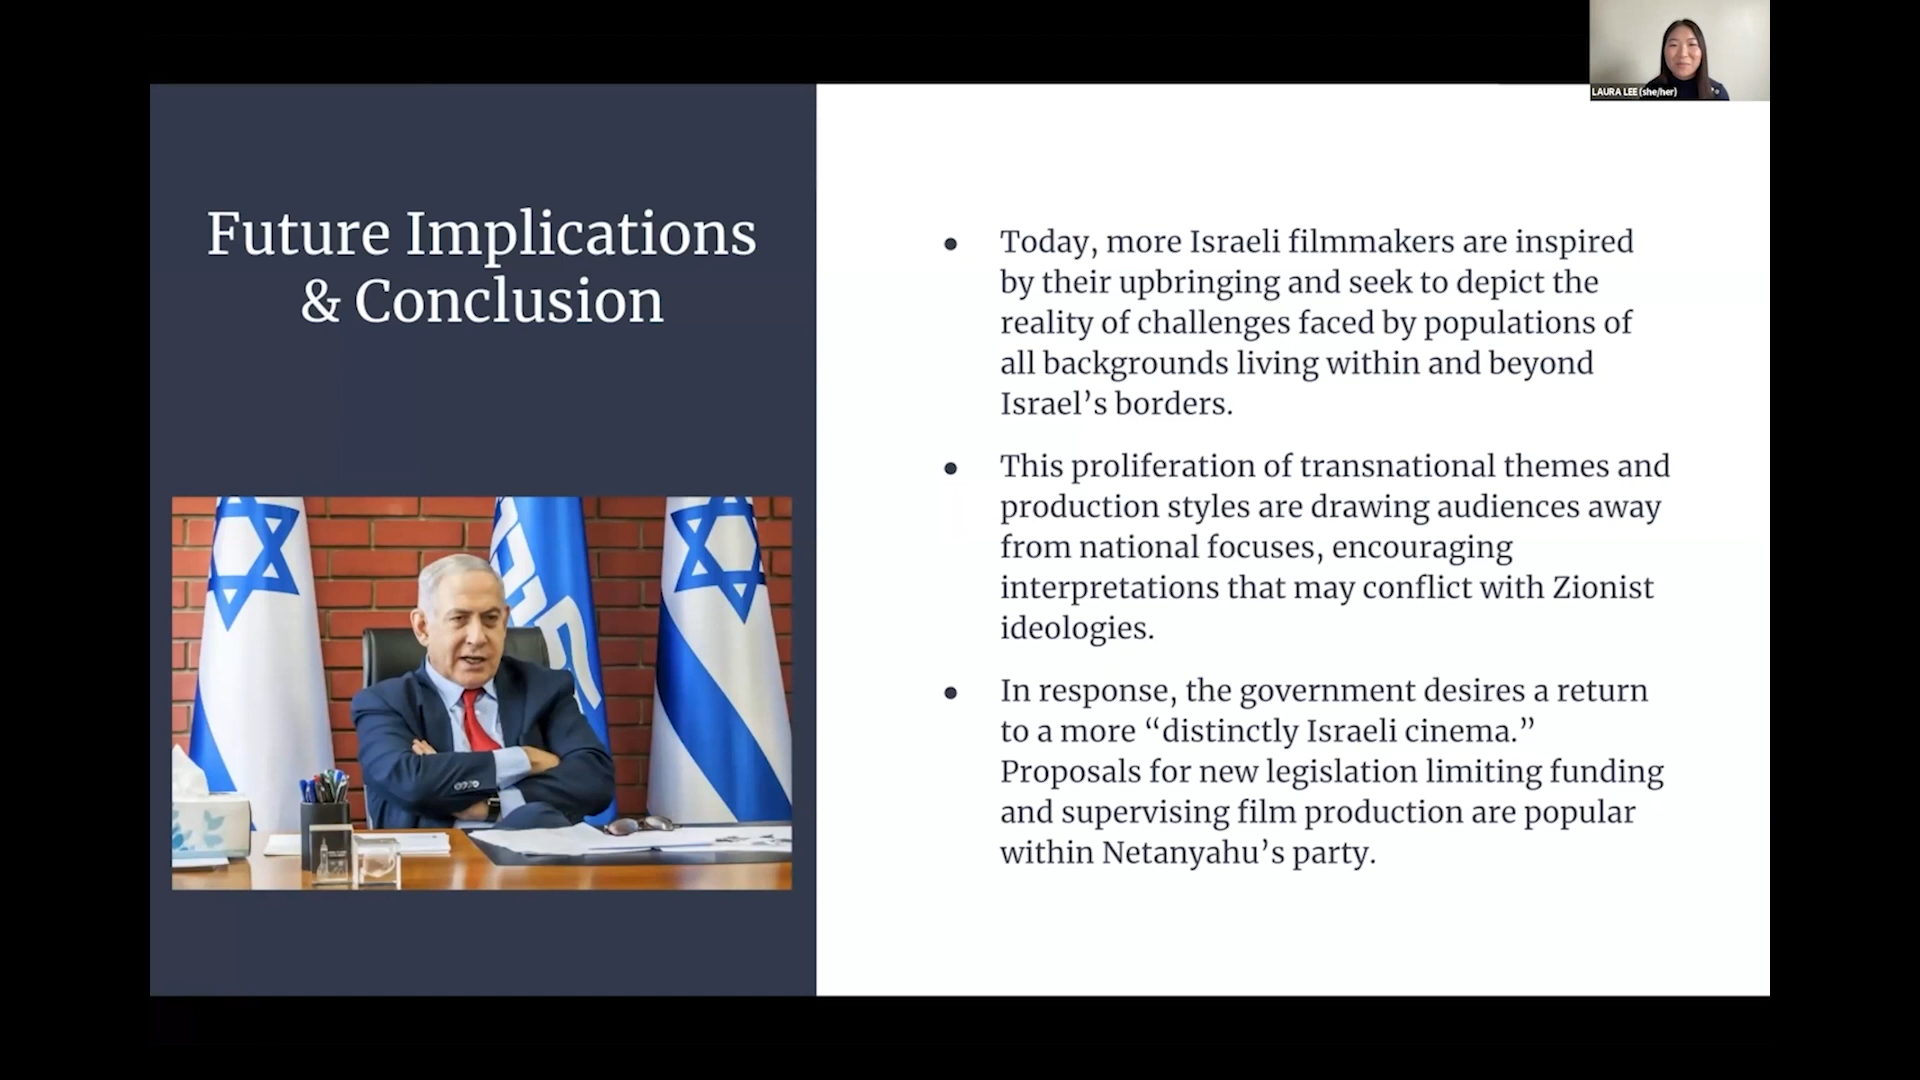 LAURA LEE (she/her)
Future Implications
& Conclusion
● Today, more Israeli filmmakers are inspired
by their upbringing and seek to depict the
reality of challenges faced by populations of
all backgrounds living within and beyond
Israel’s borders.
● This proliferation of transnational themes and
production styles are drawing audiences away
from national focuses, encouraging
interpretations that may conflict with Zionist
ideologies.
● In response, the government desires a return
to a more “distinctly Israeli cinema.”
Proposals for new legislation limiting funding
and supervising film production are popular
within Netanyahu’s party.